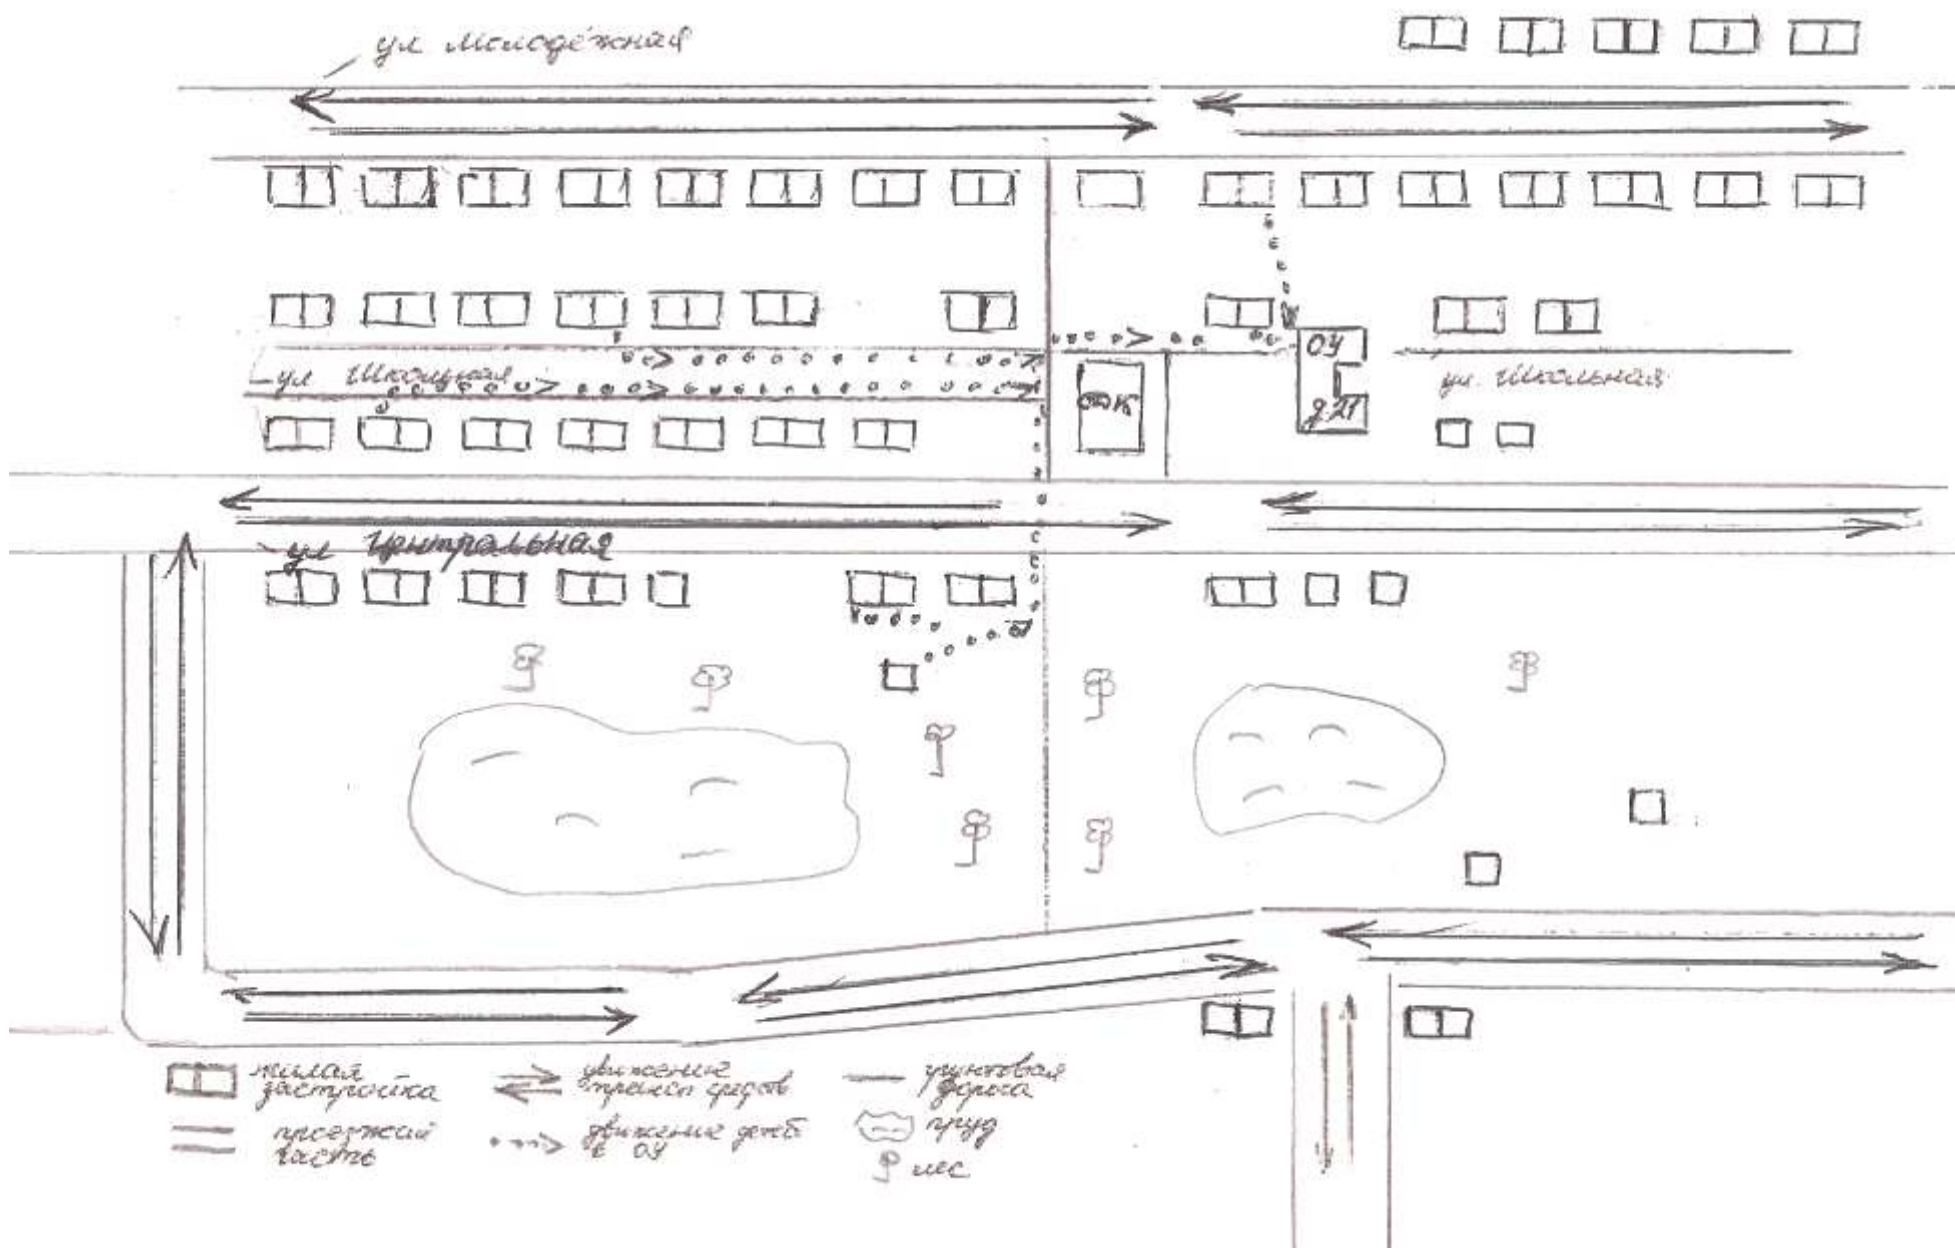 ул Молодёжная
ОУ
ул Школьная
ул. Школьная
ул Центральная
жилая
застройка
движение
трансп средств
грунтовая
дорога
проезжая
часть
движение детей
к ОУ
пруд
лес